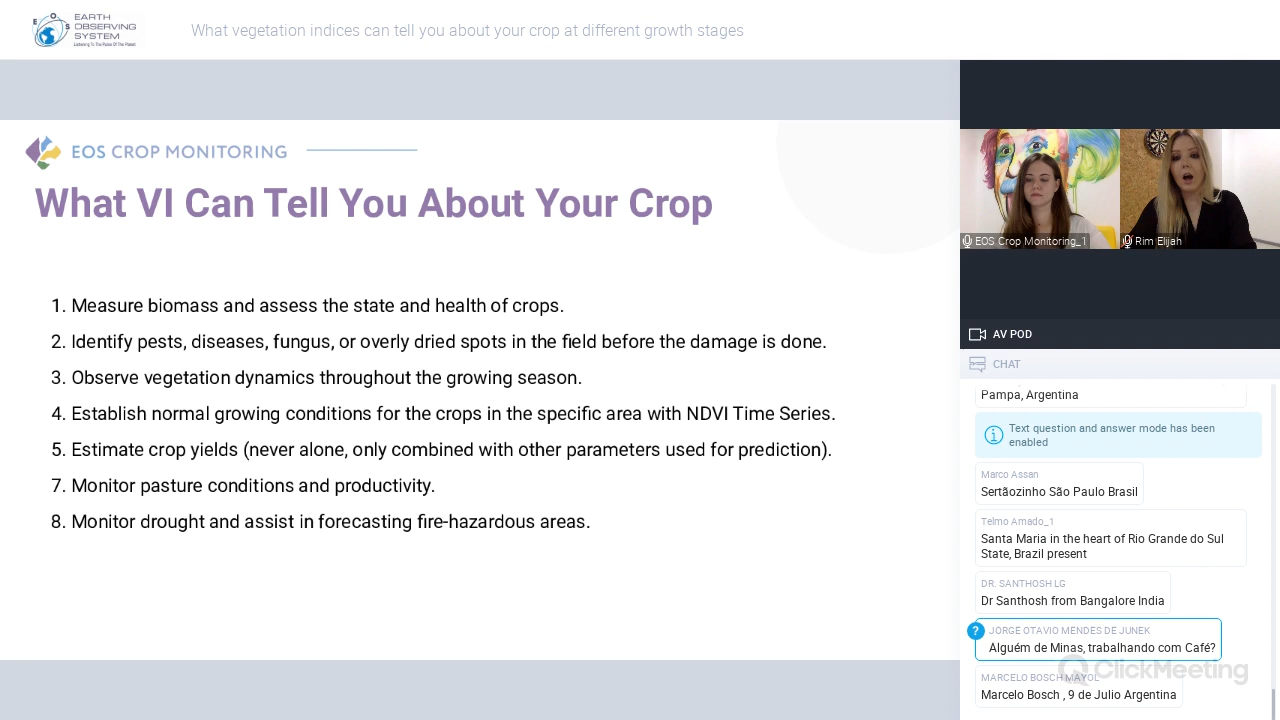 EARTH
OBSERVING
SYSTEM
What vegetation indices can tell you about your crop at different growth stages
EOS CROP MONITORING
What VI Can Tell You About Your Crop
1. Measure biomass and assess the state and health of crops.
2. Identify pests, diseases, fungus, or overly dried spots in the field before the damage is done.
3. Observe vegetation dynamics throughout the growing season.
4. Establish normal growing conditions for the crops in the specific area with NDVI Time Series.
5. Estimate crop yields (never alone, only combined with other parameters used for prediction).
7. Monitor pasture conditions and productivity.
8. Monitor drought and assist in forecasting fire-hazardous areas.
EOS Crop Monitoring_1
Rim Elijah
AV POD
CHAT
Pampa, Argentina
Text question and answer mode has been
enabled
Marco Assan
Sertãozinho São Paulo Brasil
Telmo Amado_1
Santa Maria in the heart of Rio Grande do Sul
State, Brazil present
DR. SANTHOSH LG
Dr Santhosh from Bangalore India
?
JORGE OTAVIO MENDES DE JUNEK
Alguém de Minas, trabalhando com Café?
ClickMeeting
MARCELO BOSCH MAYOL
Marcelo Bosch , 9 de Julio Argentina